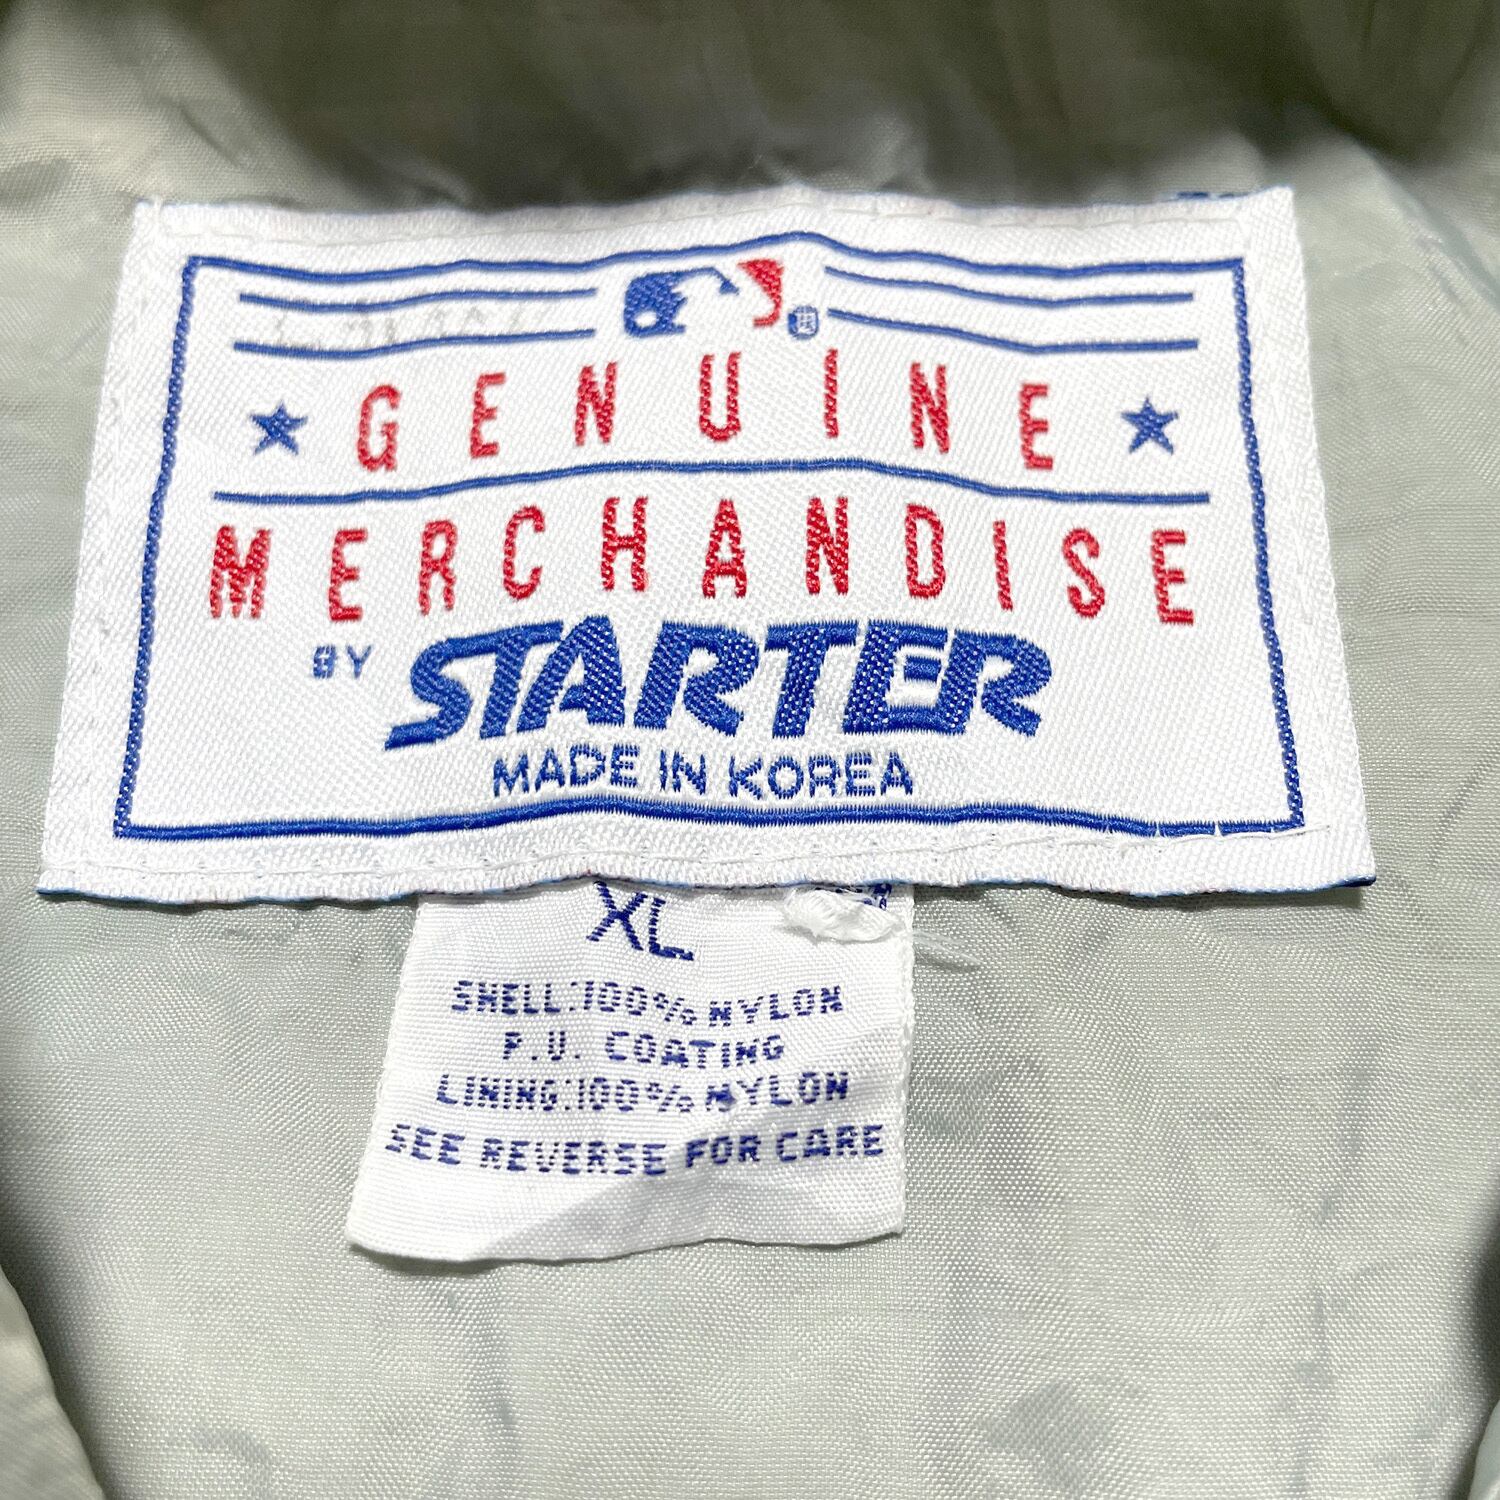 GENUINE
MERCHANDISE
BY STARTER
MADE IN KOREA
XL
SHELL:100% NYLON
P.U. COATING
LINING:100% NYLON
SEE REVERSE FOR CARE